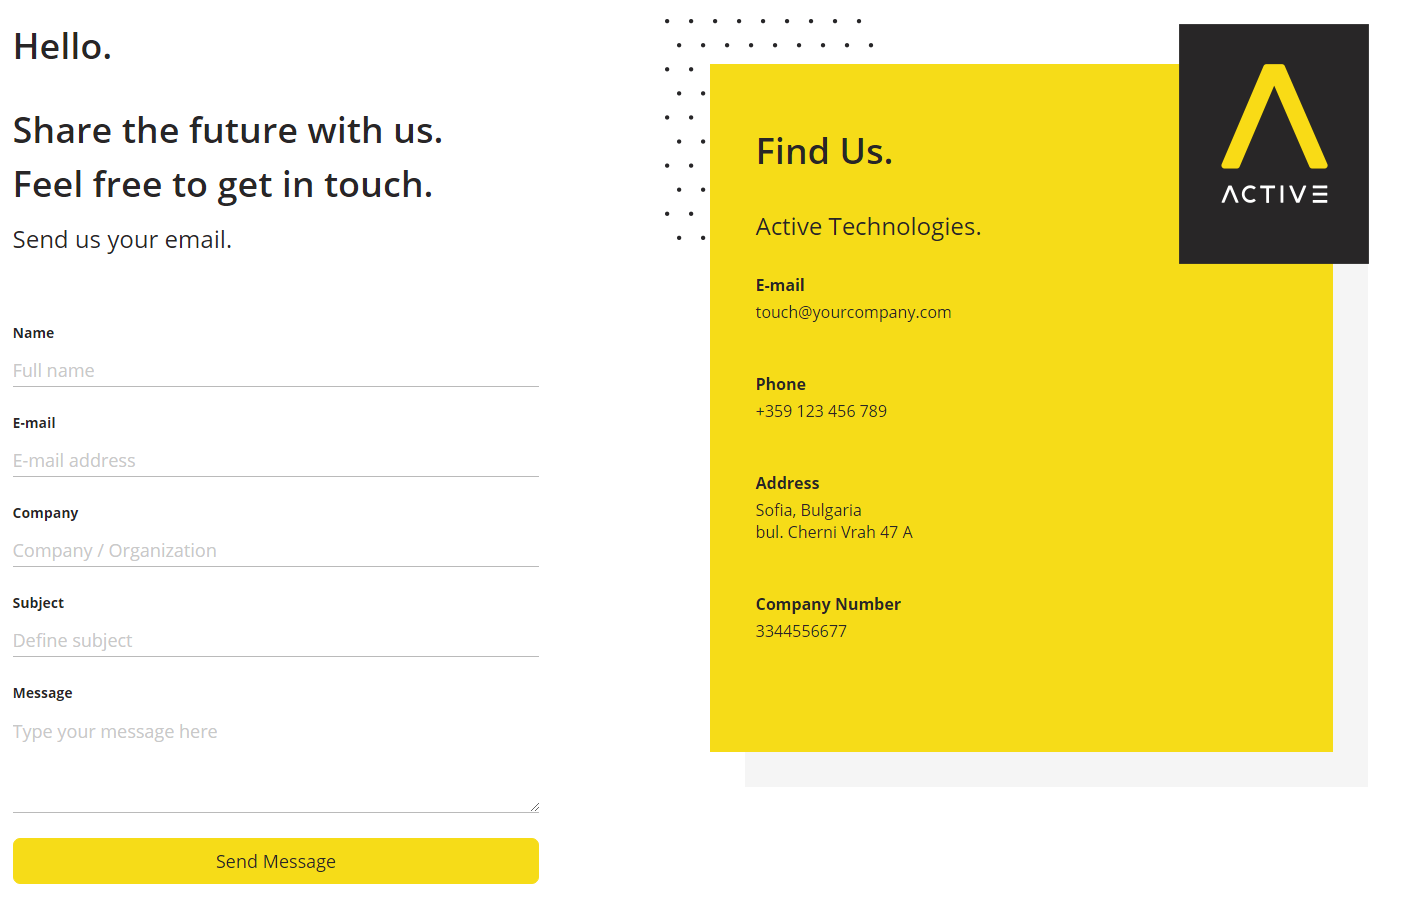 Hello.
Share the future with us.
Feel free to get in touch.
Send us your email.
Name
Full name
E-mail
E-mail address
Company
Company / Organization
Subject
Define subject
Message
Type your message here
Send Message
Find Us.
Active Technologies.
E-mail
touch@yourcompany.com
Phone
+359 123 456 789
Address
Sofia, Bulgaria
bul. Cherni Vrah 47 A
Company Number
3344556677
ACTIVE